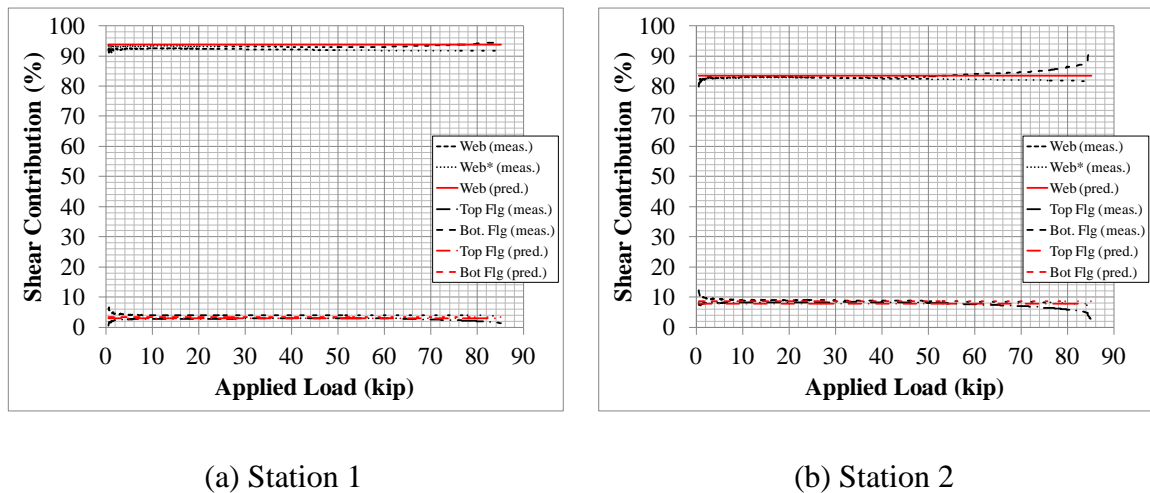 Shear Contribution (%)
100
90
80
70
60
50
40
30
20
10
0
0 10 20 30 40 50 60 70 80 90
Applied Load (kip)
Web (meas.)
Web* (meas.)
Web (pred.)
Top Flg (meas.)
Bot. Flg (meas.)
Top Flg (pred.)
Bot Flg (pred.)
(a) Station 1
Shear Contribution (%)
100
90
80
70
60
50
40
30
20
10
0
0 10 20 30 40 50 60 70 80 90
Applied Load (kip)
Web (meas.)
Web* (meas.)
Web (pred.)
Top Flg (meas.)
Bot. Flg (meas.)
Top Flg (pred.)
Bot Flg (pred.)
(b) Station 2